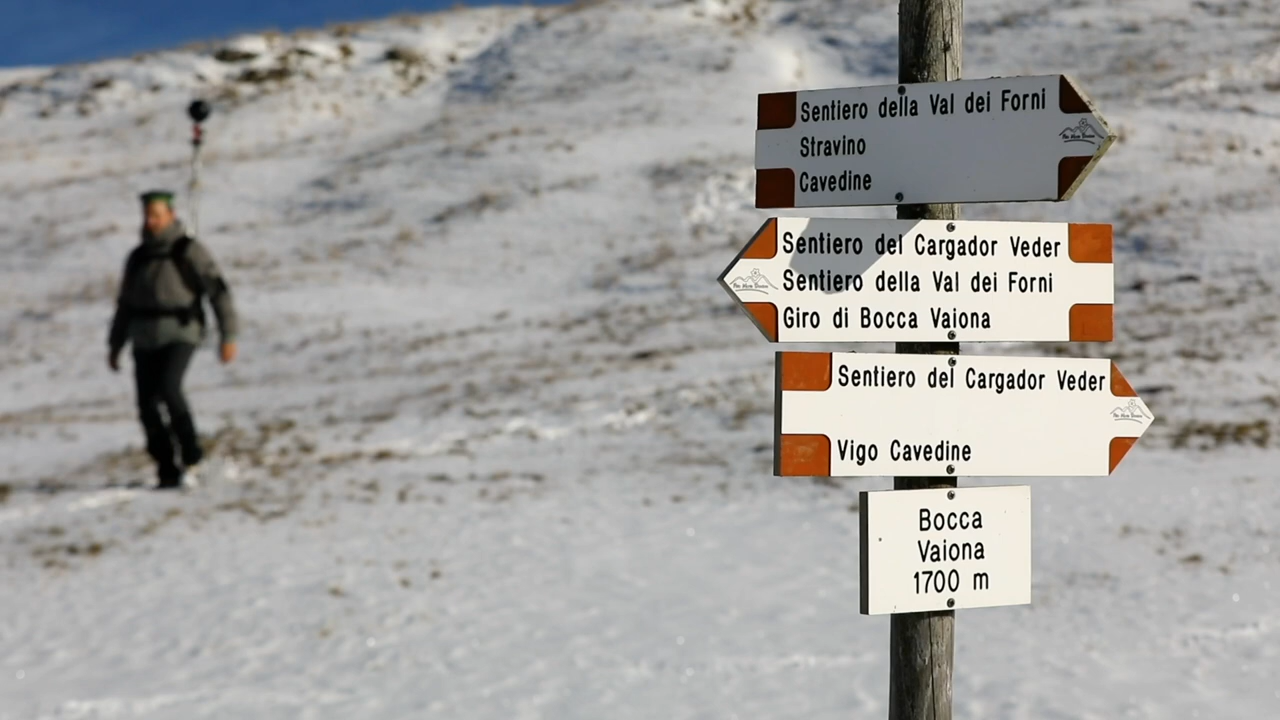 Sentiero della Val dei Forni
Stravino
Cavedine
Sentiero del Cargador Veder
Sentiero della Val dei Forni
Giro di Bocca Vaiona
Sentiero del Cargador Veder
Vigo Cavedine
Bocca
Vaiona
1700 m